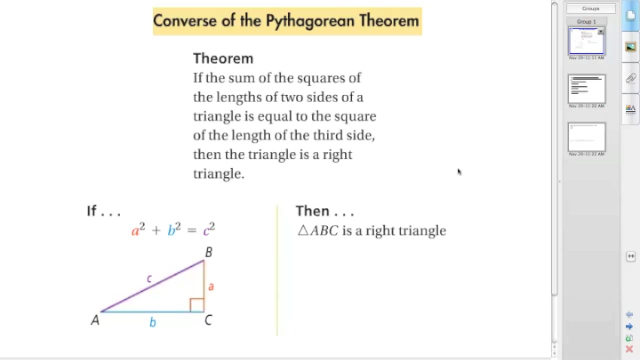 Converse of the Pythagorean Theorem
Theorem
If the sum of the squares of
the lengths of two sides of a
triangle is equal to the square
of the length of the third side,
then the triangle is a right
triangle.
If . . .
a² + b² = c²
Then . . .
△ABC is a right triangle
B
c
a
A
b
C
Groups
Group 1